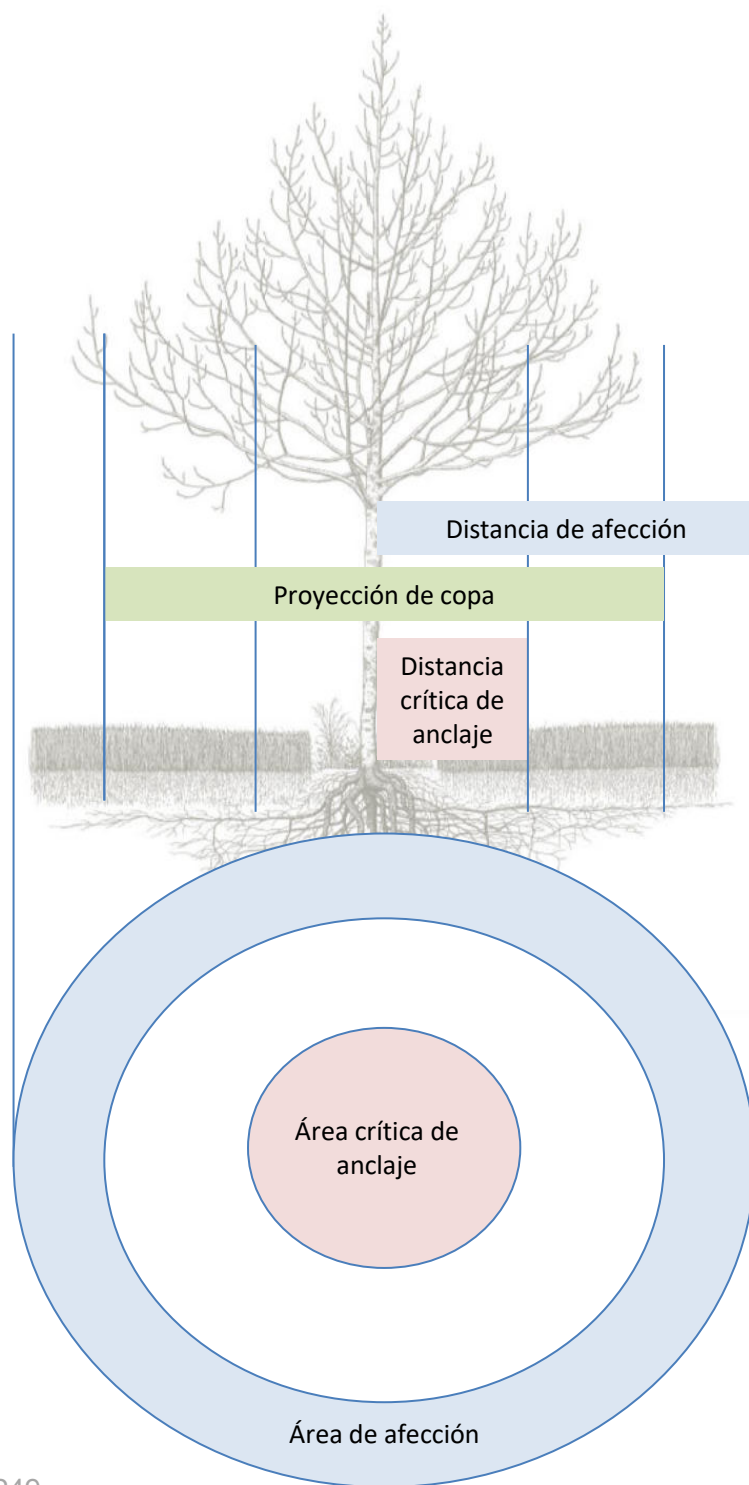 Distancia de afección
Proyección de copa
Distancia
crítica de
anclaje
Área crítica de
anclaje
Área de afección